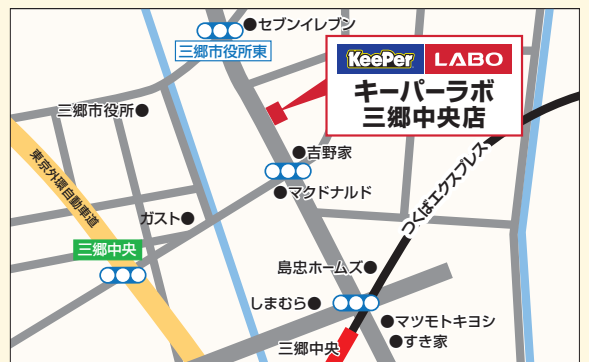 セブンイレブン
三郷市役所東
KeePer LABO
キーパーラボ
三郷中央店
三郷市役所
吉野家
マクドナルド
東京外環自動車道
つくばエクスプレス
ガスト
三郷中央
島忠ホームズ
しまむら
マツモトキヨシ
すき家
三郷中央